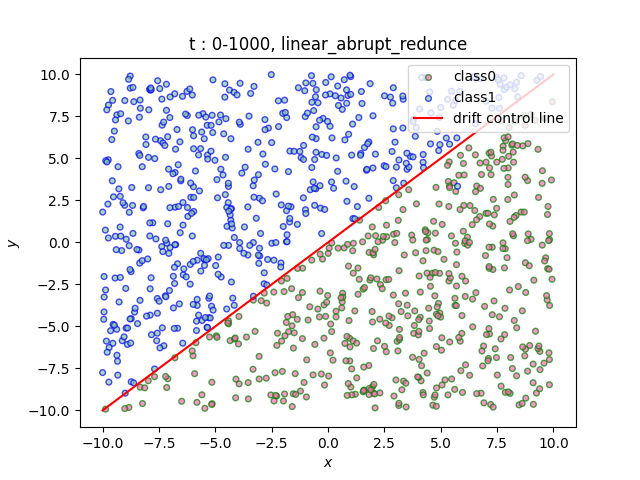 t : 0-1000, linear_abrupt_redunce
class0
class1
drift control line
y
10.0
7.5
5.0
2.5
0.0
−2.5
−5.0
−7.5
−10.0
−10.0 −7.5 −5.0 −2.5 0.0 2.5 5.0 7.5 10.0
x